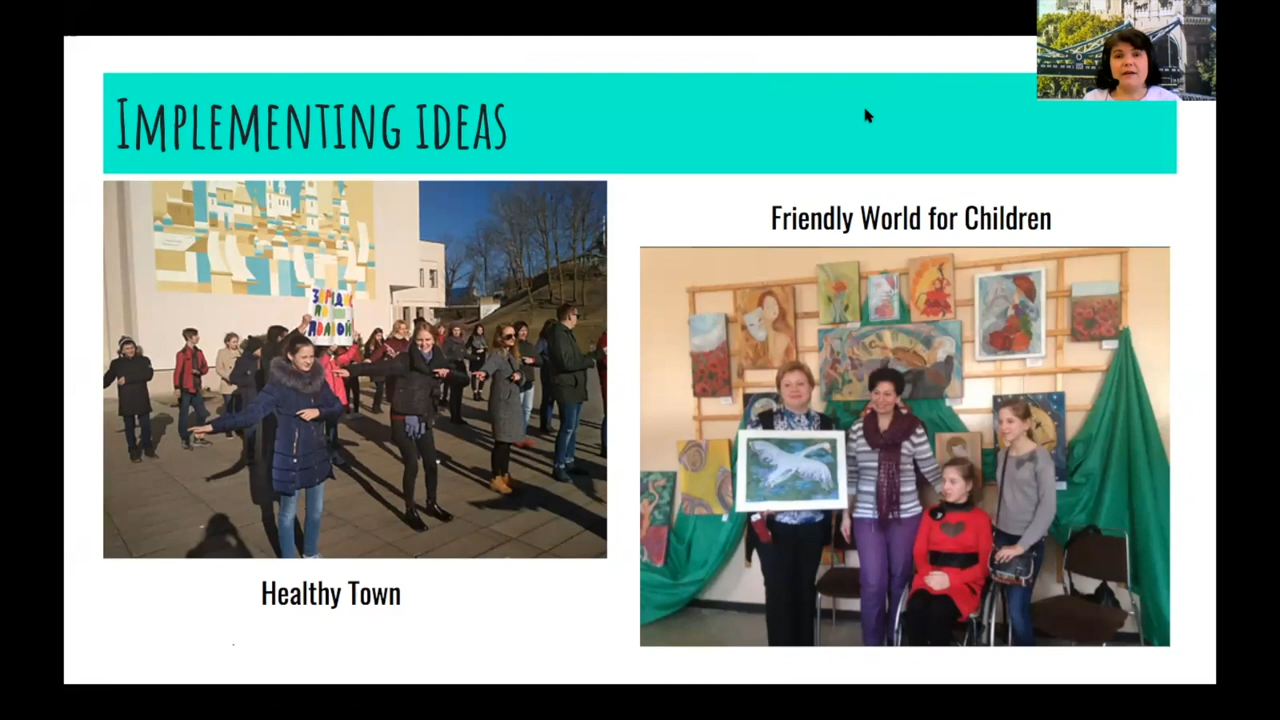 Implementing ideas
Friendly World for Children
Healthy Town